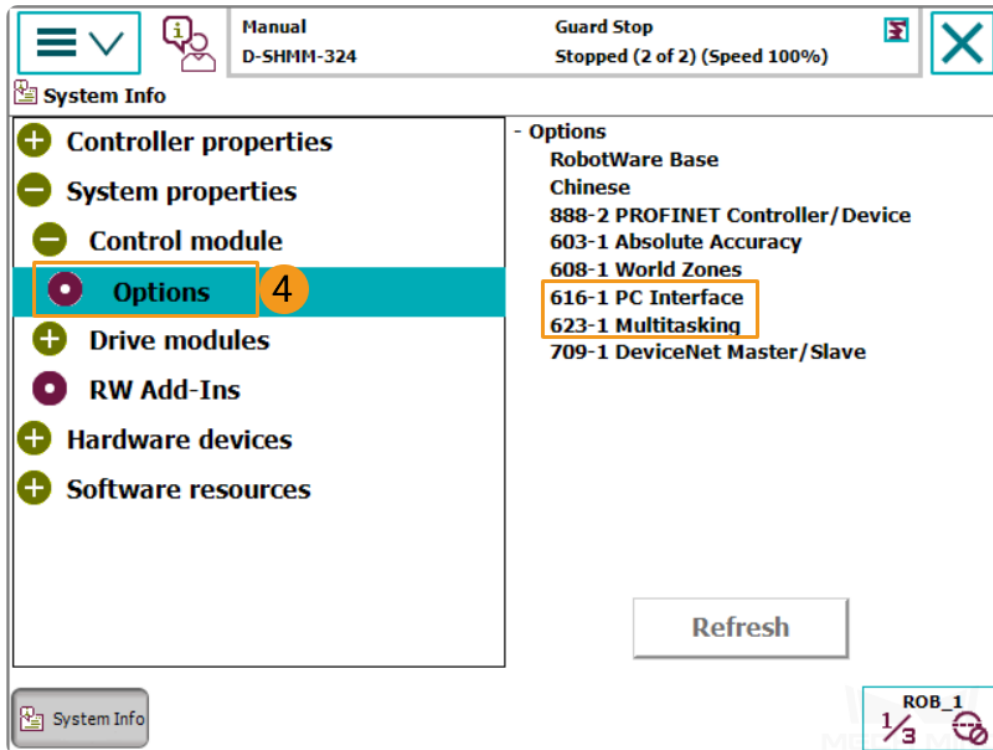 Manual
D-SHMM-324
Guard Stop
Stopped (2 of 2) (Speed 100%)
System Info
Controller properties
System properties
Control module
Options
4
Drive modules
RW Add-Ins
Hardware devices
Software resources
- Options
RobotWare Base
Chinese
888-2 PROFINET Controller/Device
603-1 Absolute Accuracy
608-1 World Zones
616-1 PC Interface
623-1 Multitasking
709-1 DeviceNet Master/Slave
Refresh
System Info
ROB_1
1/3